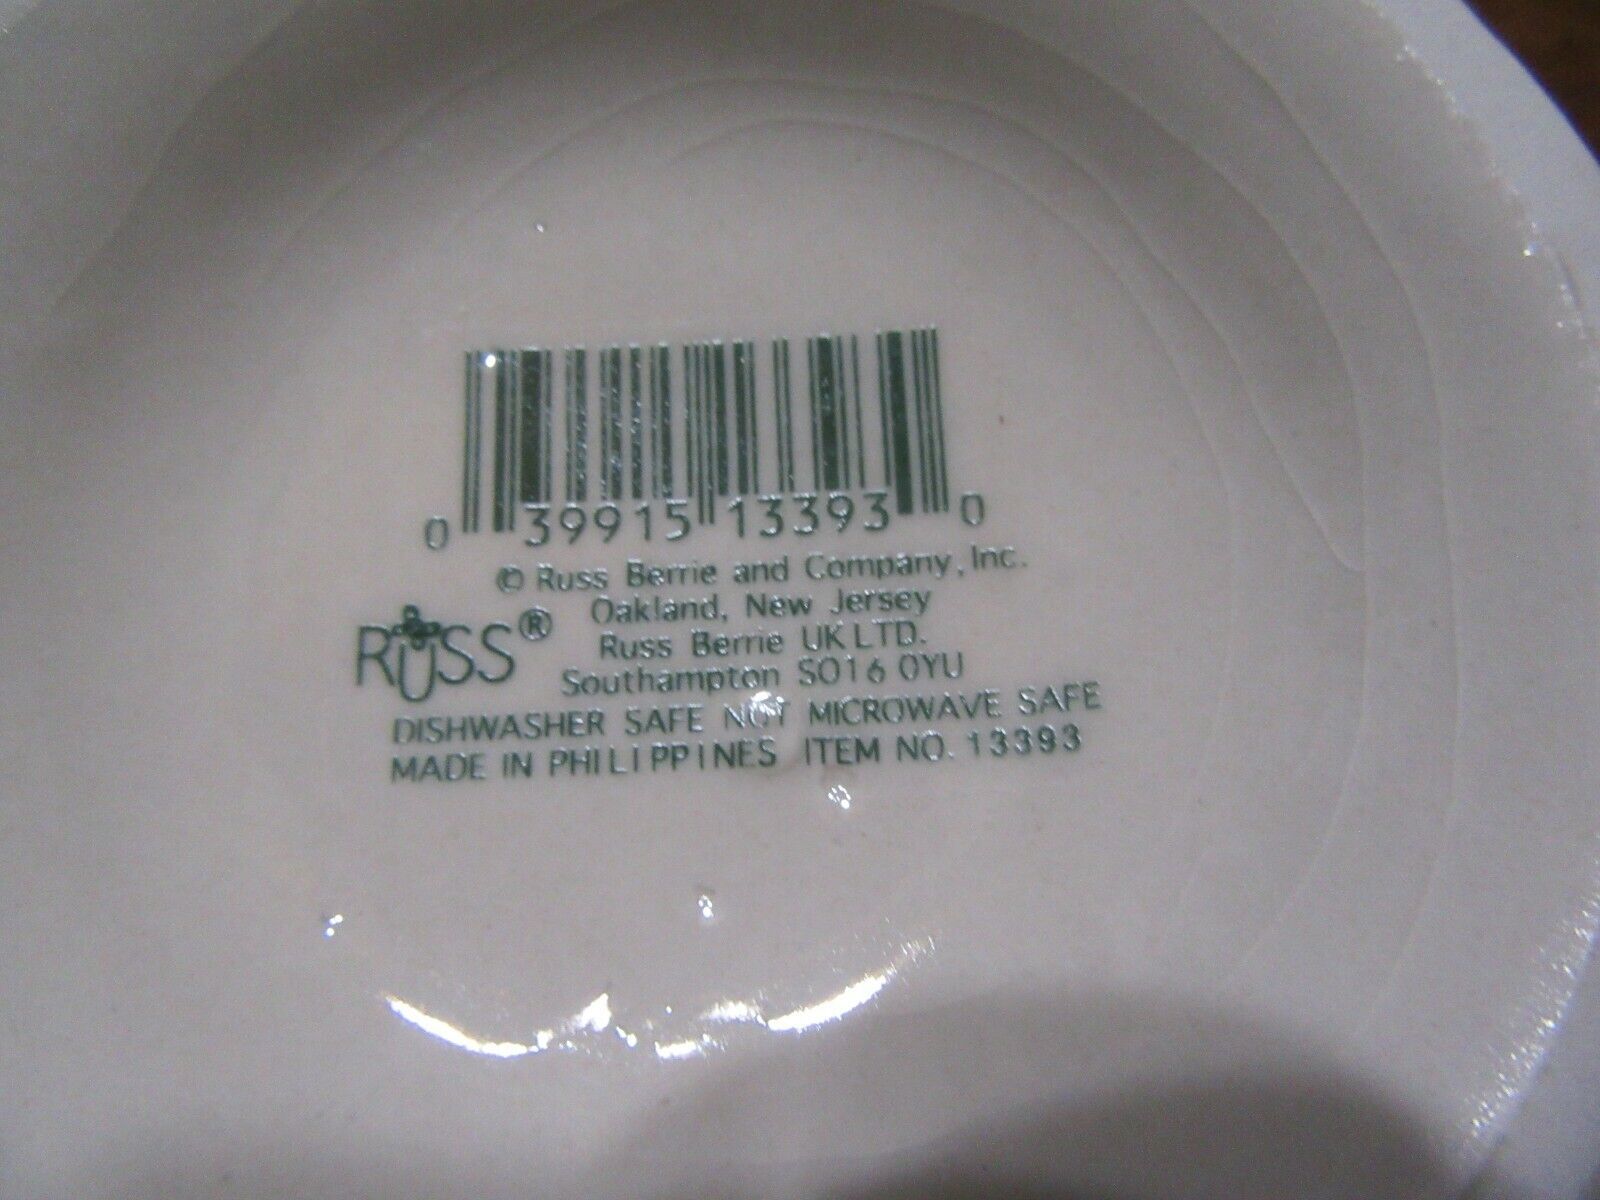 0 39915 13393 0
© Russ Berrie and Company, Inc.
Oakland, New Jersey
RUSS®
Russ Berrie UK LTD.
Southampton SO16 0YU
DISHWASHER SAFE NOT MICROWAVE SAFE
MADE IN PHILIPPINES ITEM NO. 13393